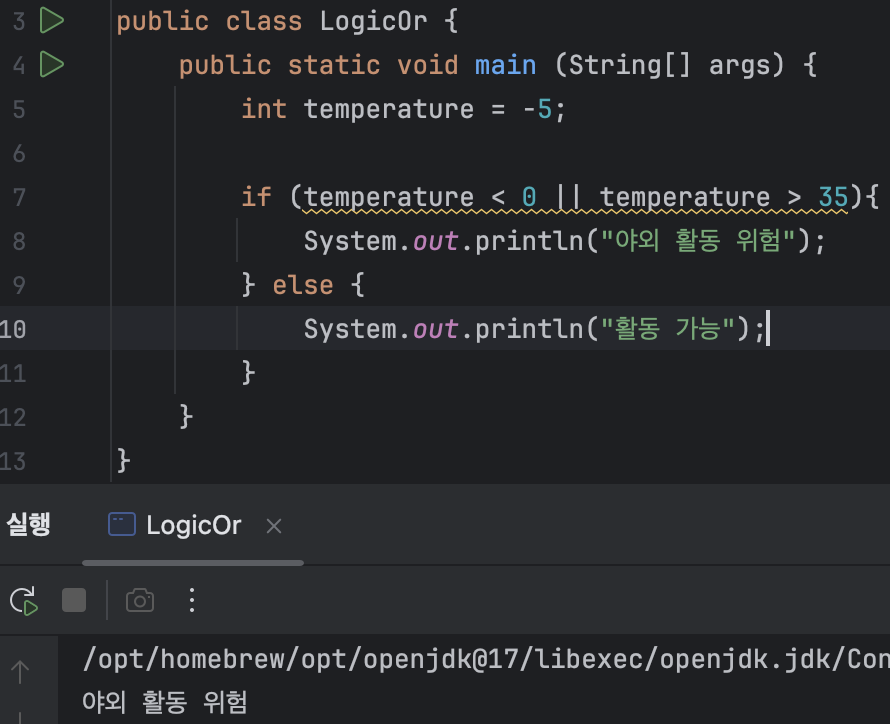 3 public class LogicOr {
4 public static void main (String[] args) {
5 int temperature = -5;
6
7 if (temperature < 0 || temperature > 35){
8 System.out.println("야외 활동 위험");
9 } else {
10 System.out.println("활동 가능");
11 }
12 }
13 }
실행 LogicOr ×
/opt/homebrew/opt/openjdk@17/libexec/openjdk.jdk/Con
야외 활동 위험